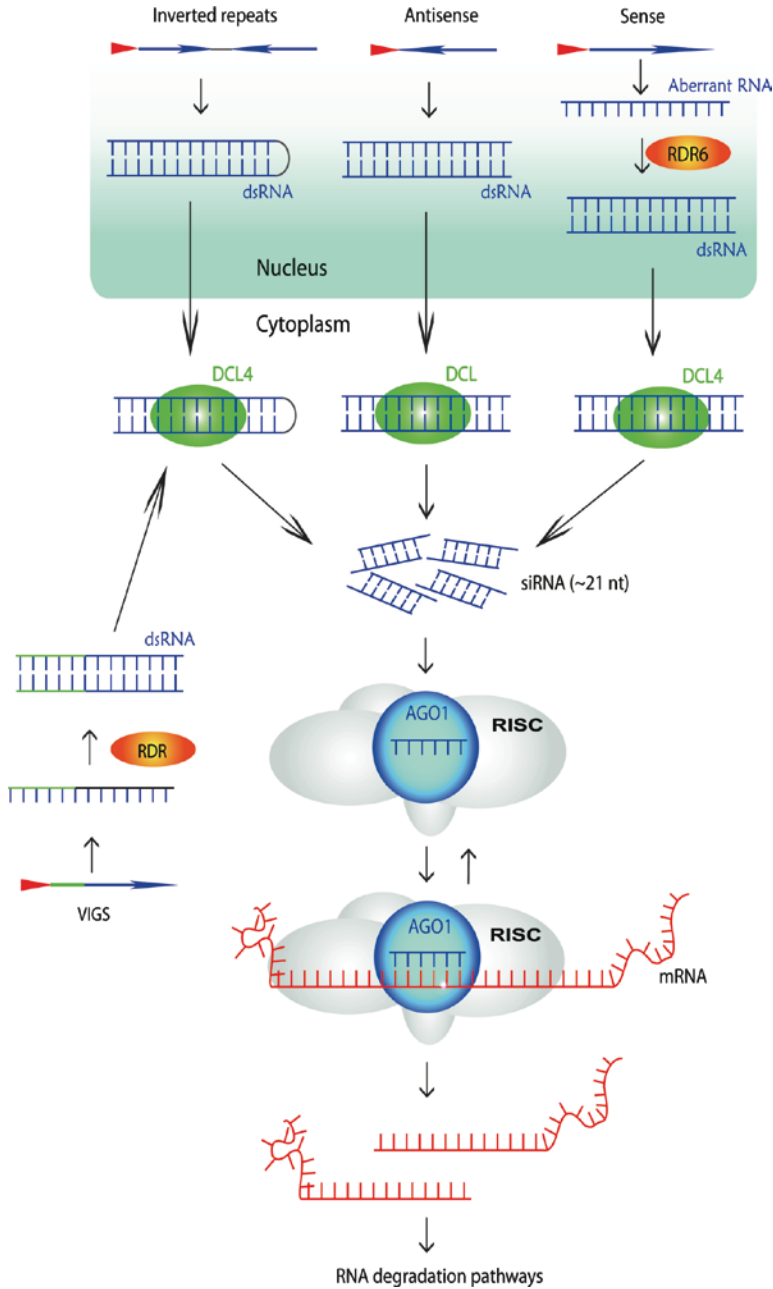 Inverted repeats
Antisense
Sense
Aberrant RNA
RDR6
dsRNA
dsRNA
dsRNA
Nucleus
Cytoplasm
DCL4
DCL
DCL4
siRNA (~21 nt)
dsRNA
AGO1
RISC
RDR
VIGS
AGO1
RISC
mRNA
RNA degradation pathways